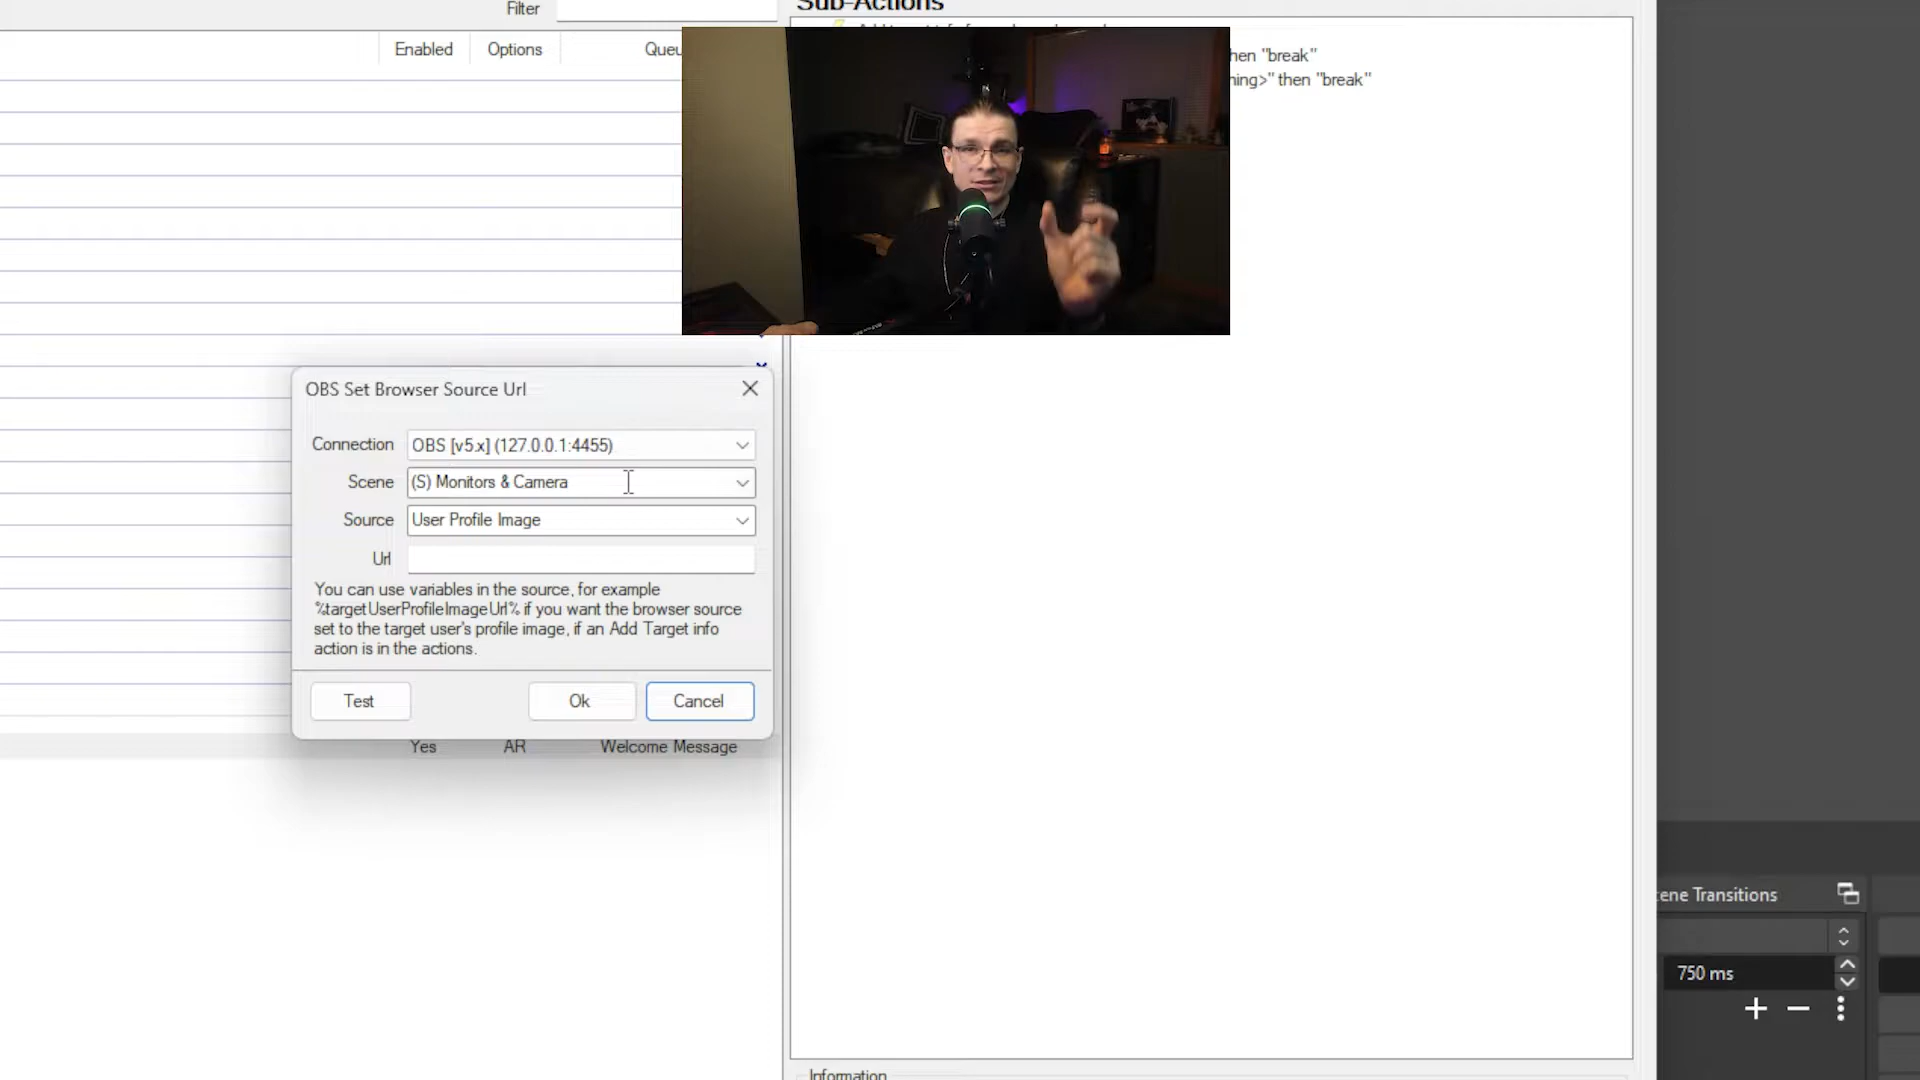 Filter
Sub-Actions
Enabled
Options
hen "break"
hing>" then "break"
OBS Set Browser Source Url
Connection
OBS [v5.x] (127.0.0.1:4455)
Scene
(S) Monitors & Camera
Source
User Profile Image
Url
You can use variables in the source, for example
%targetUserProfileImageUrl% if you want the browser source
set to the target user's profile image, if an Add Target info
action is in the actions.
Test
Ok
Cancel
Yes
AR
Welcome Message
ene Transitions
750 ms
Information